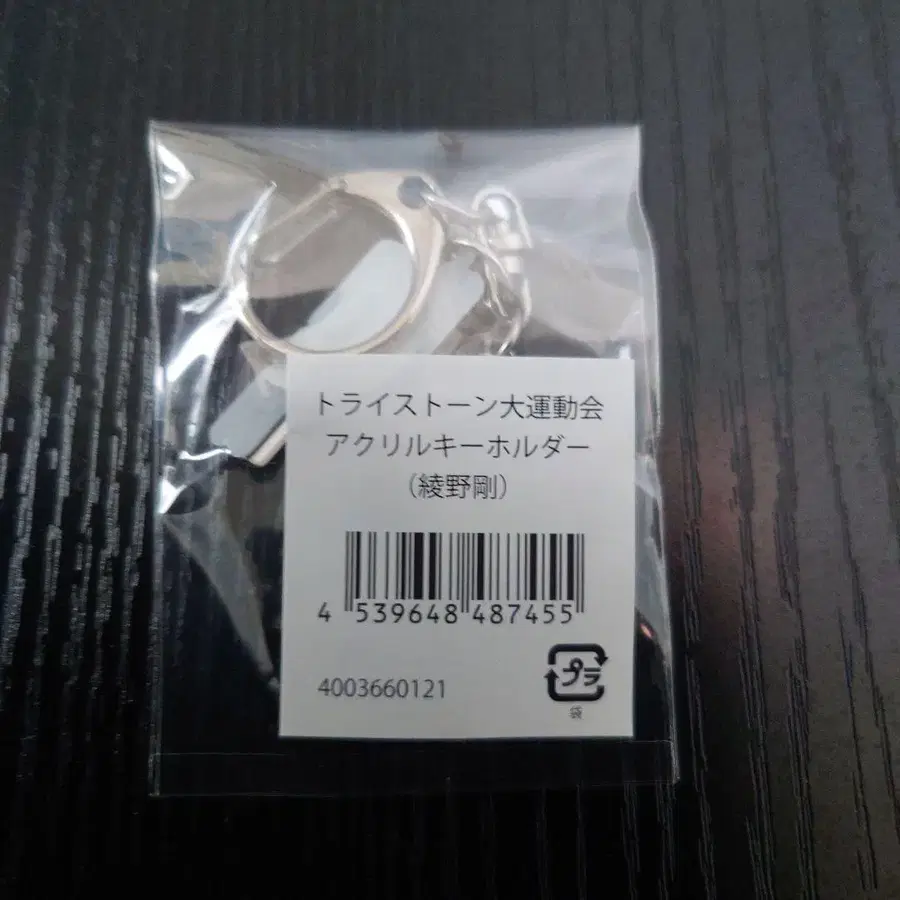 トライストーン大運動会
アクリルキーホルダー
（綾野剛）
4 539648 487455
4003660121
プラ
袋